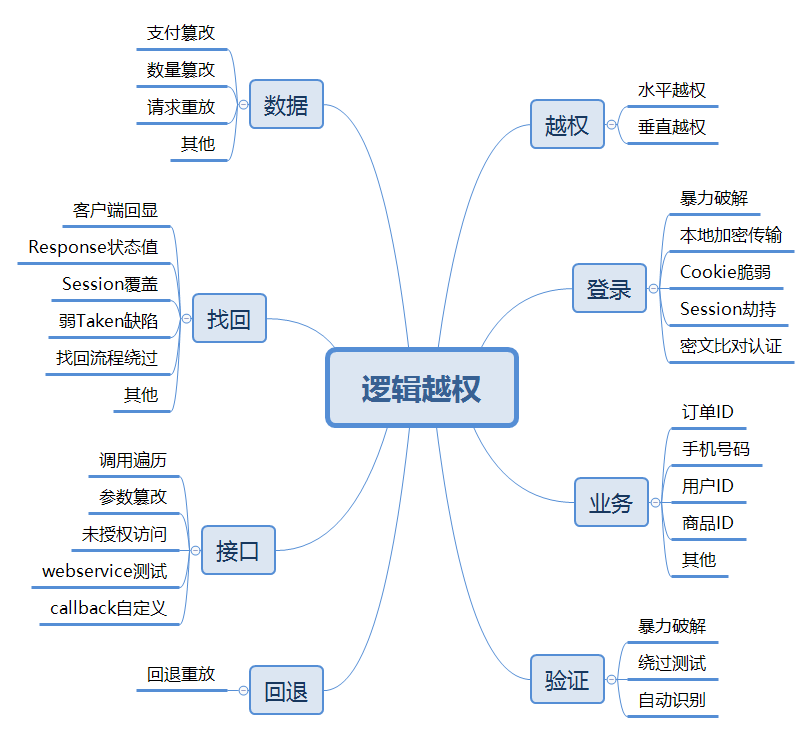 逻辑越权
越权
水平越权
垂直越权
登录
暴力破解
本地加密传输
Cookie脆弱
Session劫持
密文比对认证
业务
订单ID
手机号码
用户ID
商品ID
其他
验证
暴力破解
绕过测试
自动识别
数据
支付篡改
数量篡改
请求重放
其他
找回
客户端回显
Response状态值
Session覆盖
弱Taken缺陷
找回流程绕过
其他
接口
调用遍历
参数篡改
未授权访问
webservice测试
callback自定义
回退
回退重放